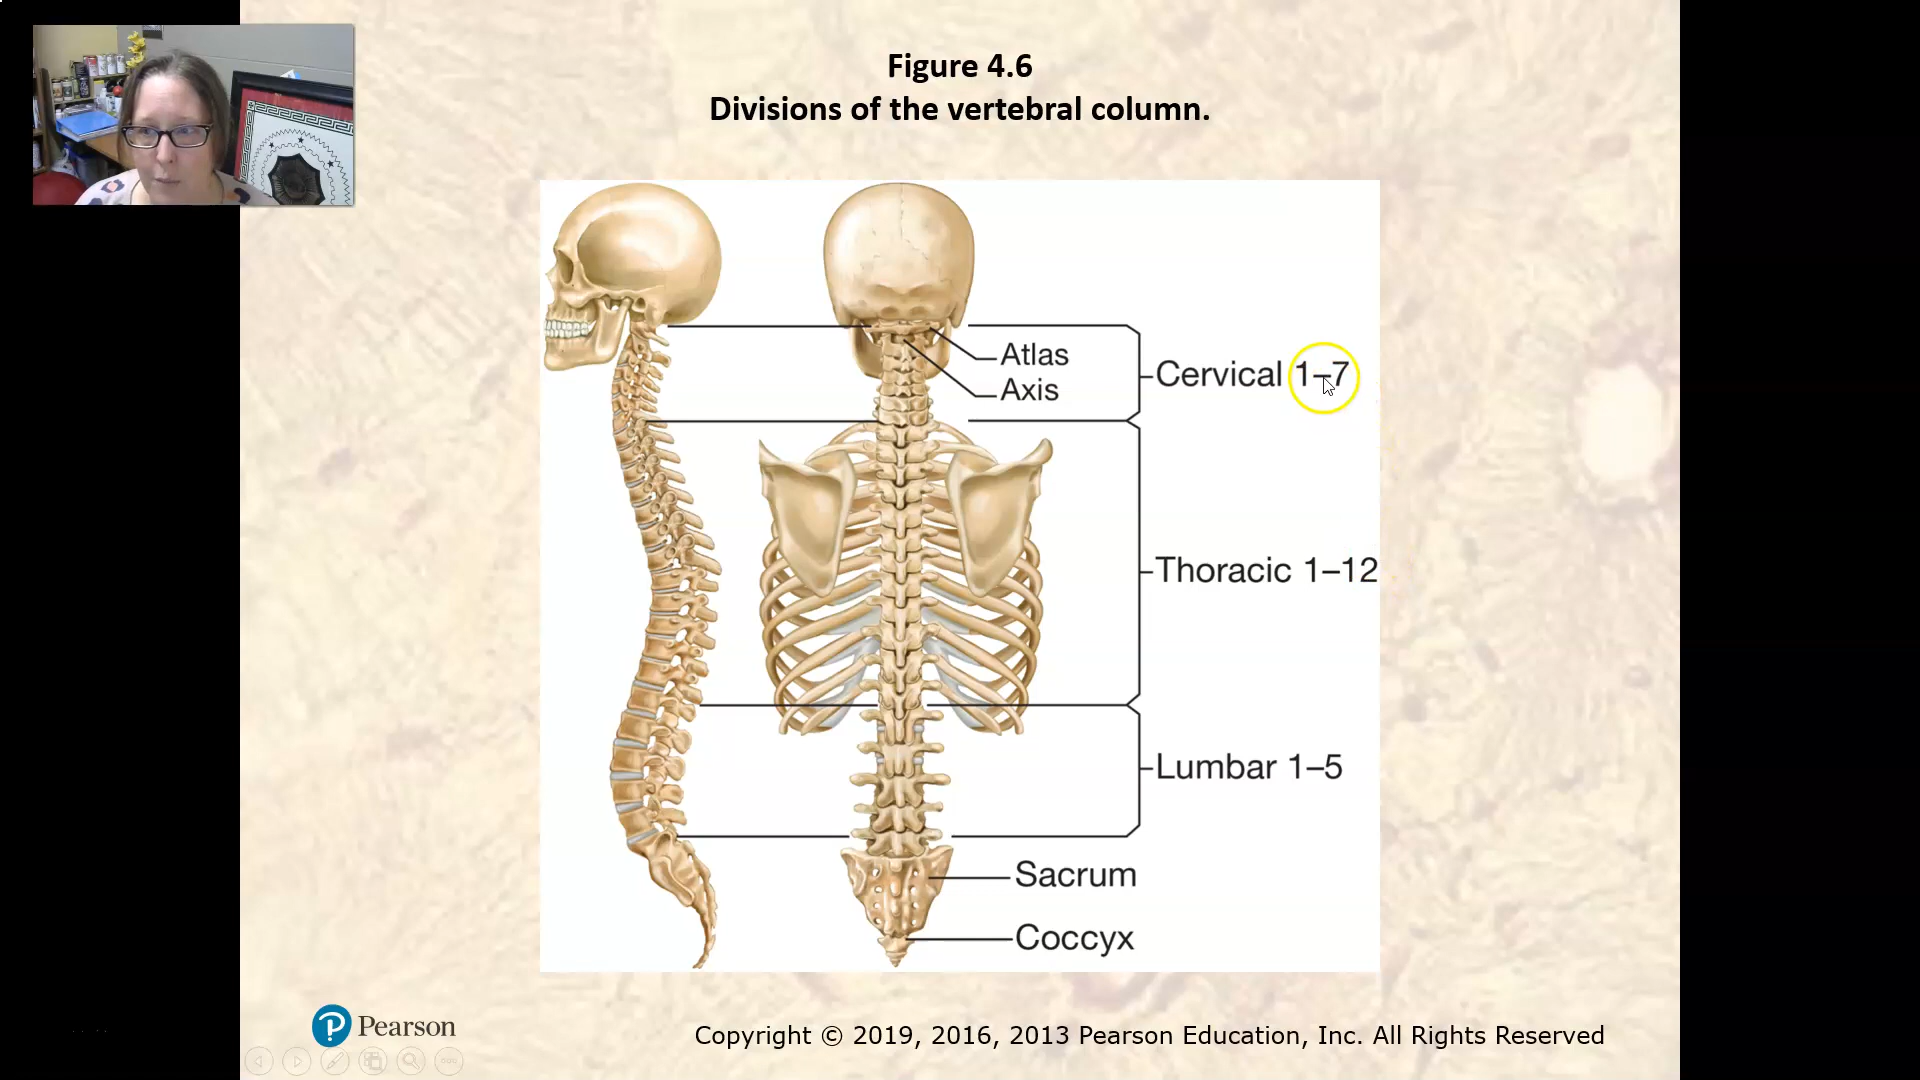 Figure 4.6
Divisions of the vertebral column.
Atlas
Axis
Cervical 1–7
Thoracic 1–12
Lumbar 1–5
Sacrum
Coccyx
Pearson
Copyright © 2019, 2016, 2013 Pearson Education, Inc. All Rights Reserved